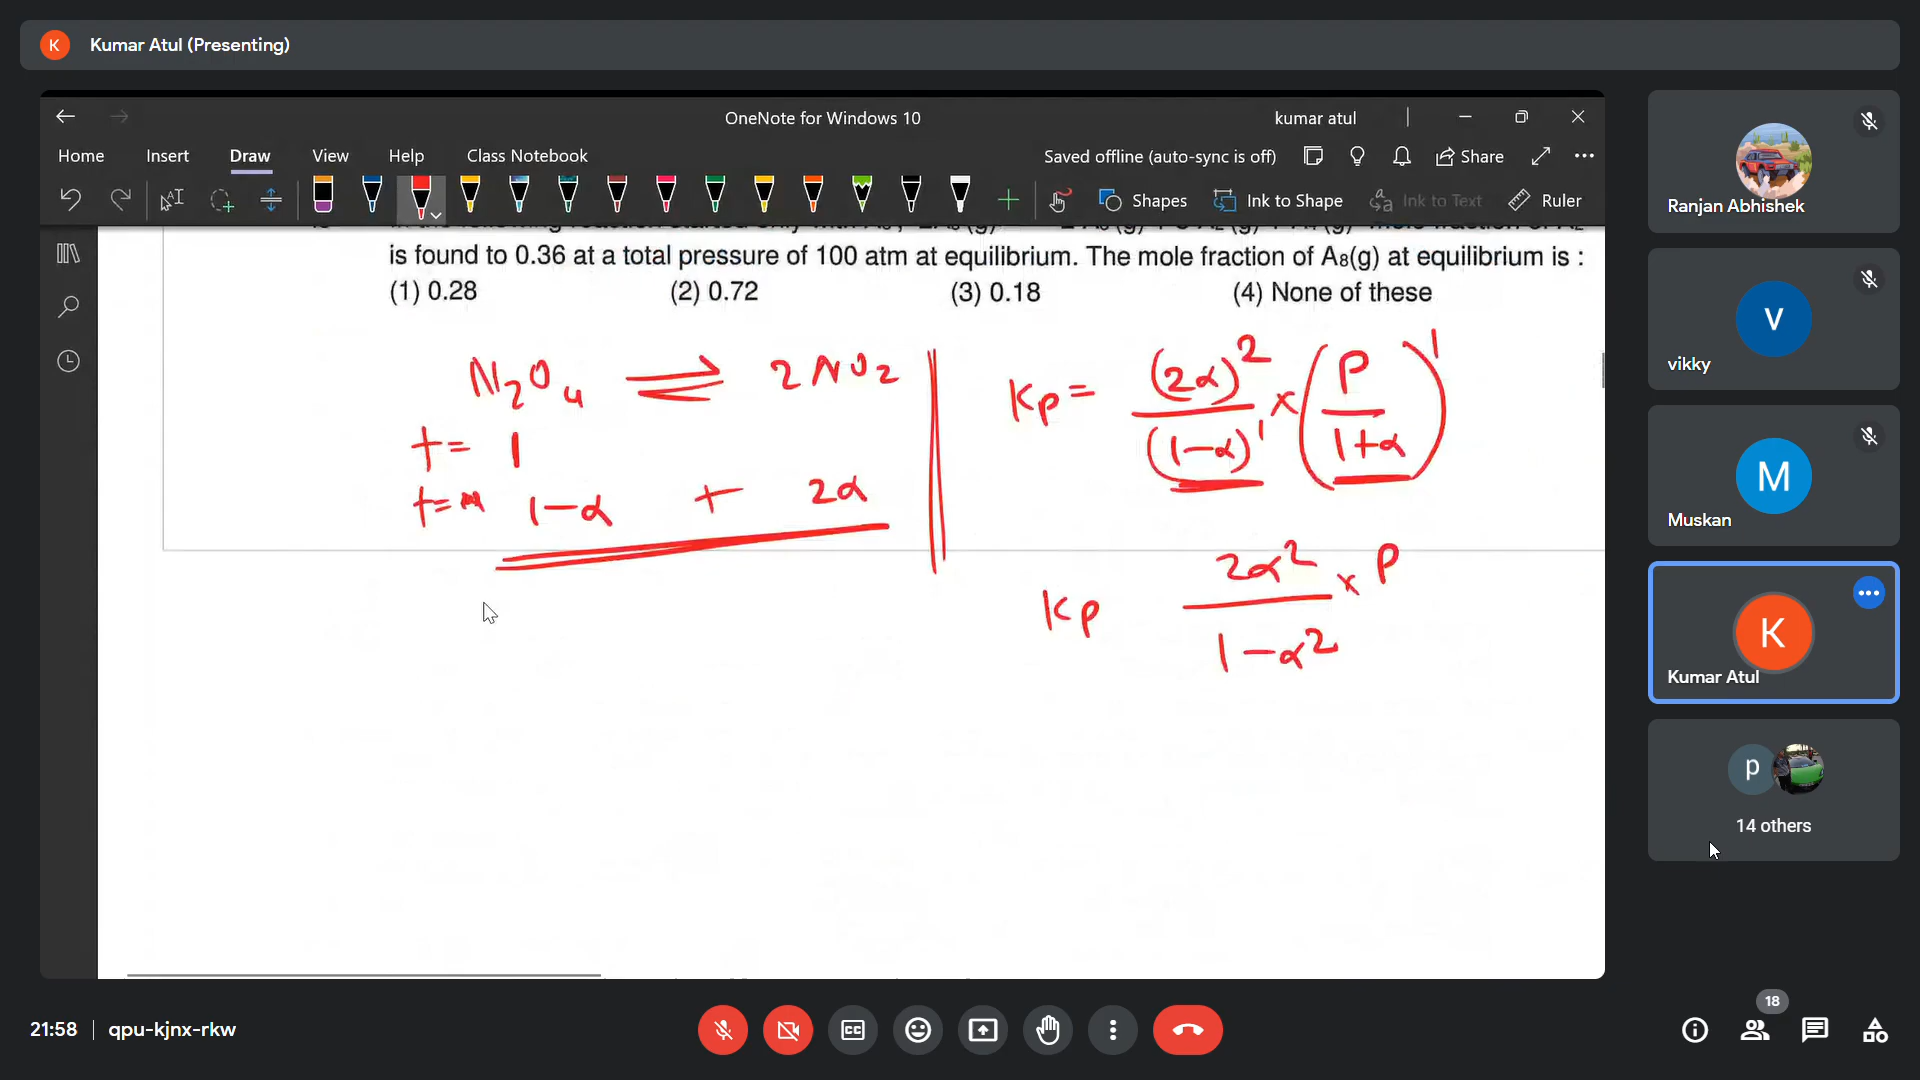 K Kumar Atul (Presenting)
OneNote for Windows 10
kumar atul
Home Insert Draw View Help Class Notebook
Saved offline (auto-sync is off)
Share
Shapes
Ink to Shape
Ink to Text
Ruler
is found to 0.36 at a total pressure of 100 atm at equilibrium. The mole fraction of A₈(g) at equilibrium is :
(1) 0.28 (2) 0.72 (3) 0.18 (4) None of these
N₂O₄ ⇌ 2NO₂
t= 1
1-α + 2α
Kp = (2α)² / (1-α)¹ × (P / 1+α)¹
Kp 2α² / 1-α² × P
Ranjan Abhishek
V
vikky
M
Muskan
K
Kumar Atul
p
14 others
21:58 | qpu-kjnx-rkw
18